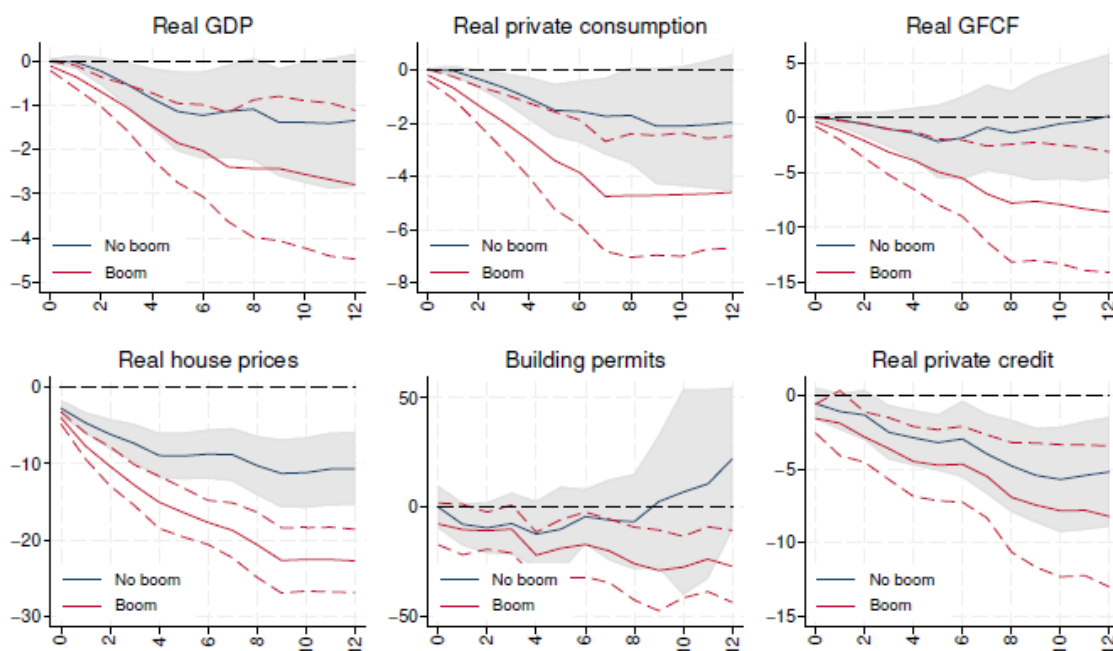 Real GDP
0
−1
−2
−3
−4
−5
No boom
Boom
0 2 4 6 8 10 12
Real private consumption
0
−2
−4
−6
−8
No boom
Boom
0 2 4 6 8 10 12
Real GFCF
5
0
−5
−10
−15
No boom
Boom
0 2 4 6 8 10 12
Real house prices
0
−10
−20
−30
No boom
Boom
0 2 4 6 8 10 12
Building permits
50
0
−50
No boom
Boom
0 2 4 6 8 10 12
Real private credit
0
−5
−10
−15
No boom
Boom
0 2 4 6 8 10 12